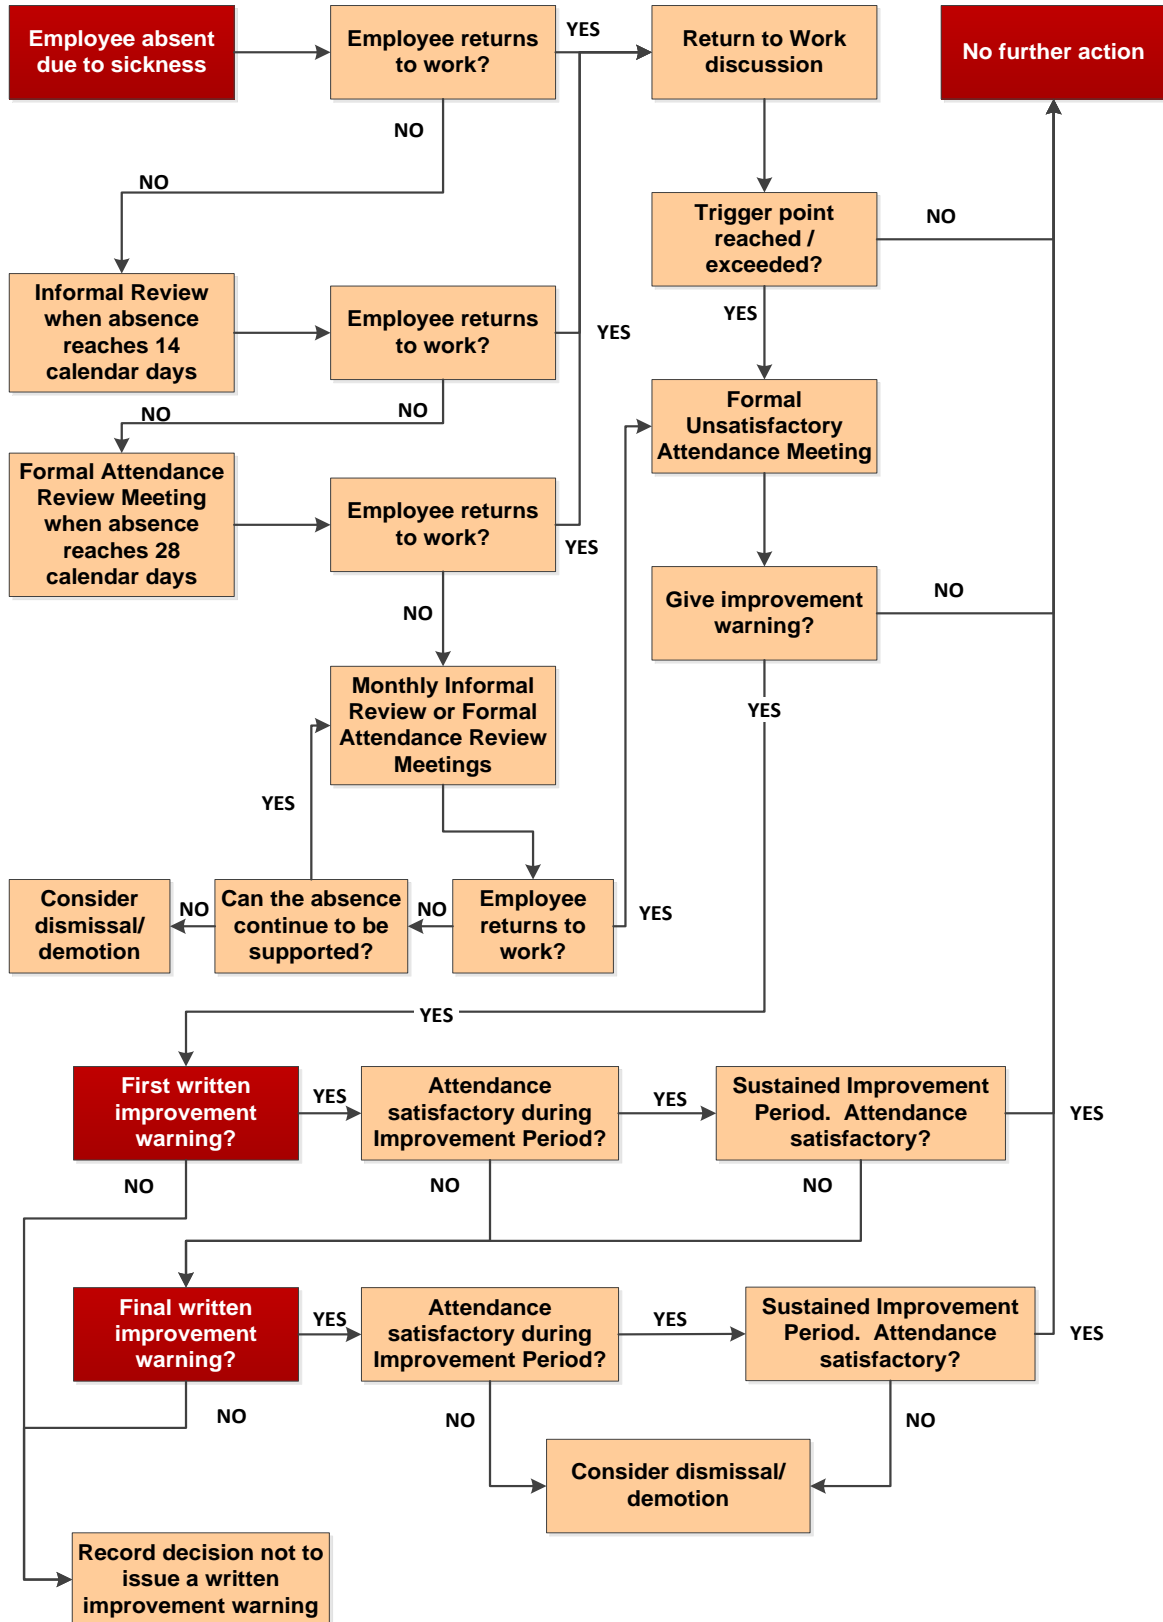 Employee absent
due to sickness
Employee returns
to work?
YES
Return to Work
discussion
No further action
NO
NO
Trigger point
reached /
exceeded?
NO
YES
Informal Review
when absence
reaches 14
calendar days
Employee returns
to work?
YES
NO
NO
Formal
Unsatisfactory
Attendance Meeting
Formal Attendance
Review Meeting
when absence
reaches 28
calendar days
Employee returns
to work?
YES
NO
Give improvement
warning?
NO
YES
Monthly Informal
Review or Formal
Attendance Review
Meetings
YES
Consider
dismissal/
demotion
NO
Can the absence
continue to be
supported?
NO
Employee
returns to
work?
YES
YES
First written
improvement
warning?
YES
Attendance
satisfactory during
Improvement Period?
YES
Sustained Improvement
Period.  Attendance
satisfactory?
YES
NO
NO
NO
Final written
improvement
warning?
YES
Attendance
satisfactory during
Improvement Period?
YES
Sustained Improvement
Period.  Attendance
satisfactory?
YES
NO
NO
NO
Consider dismissal/
demotion
Record decision not to
issue a written
improvement warning